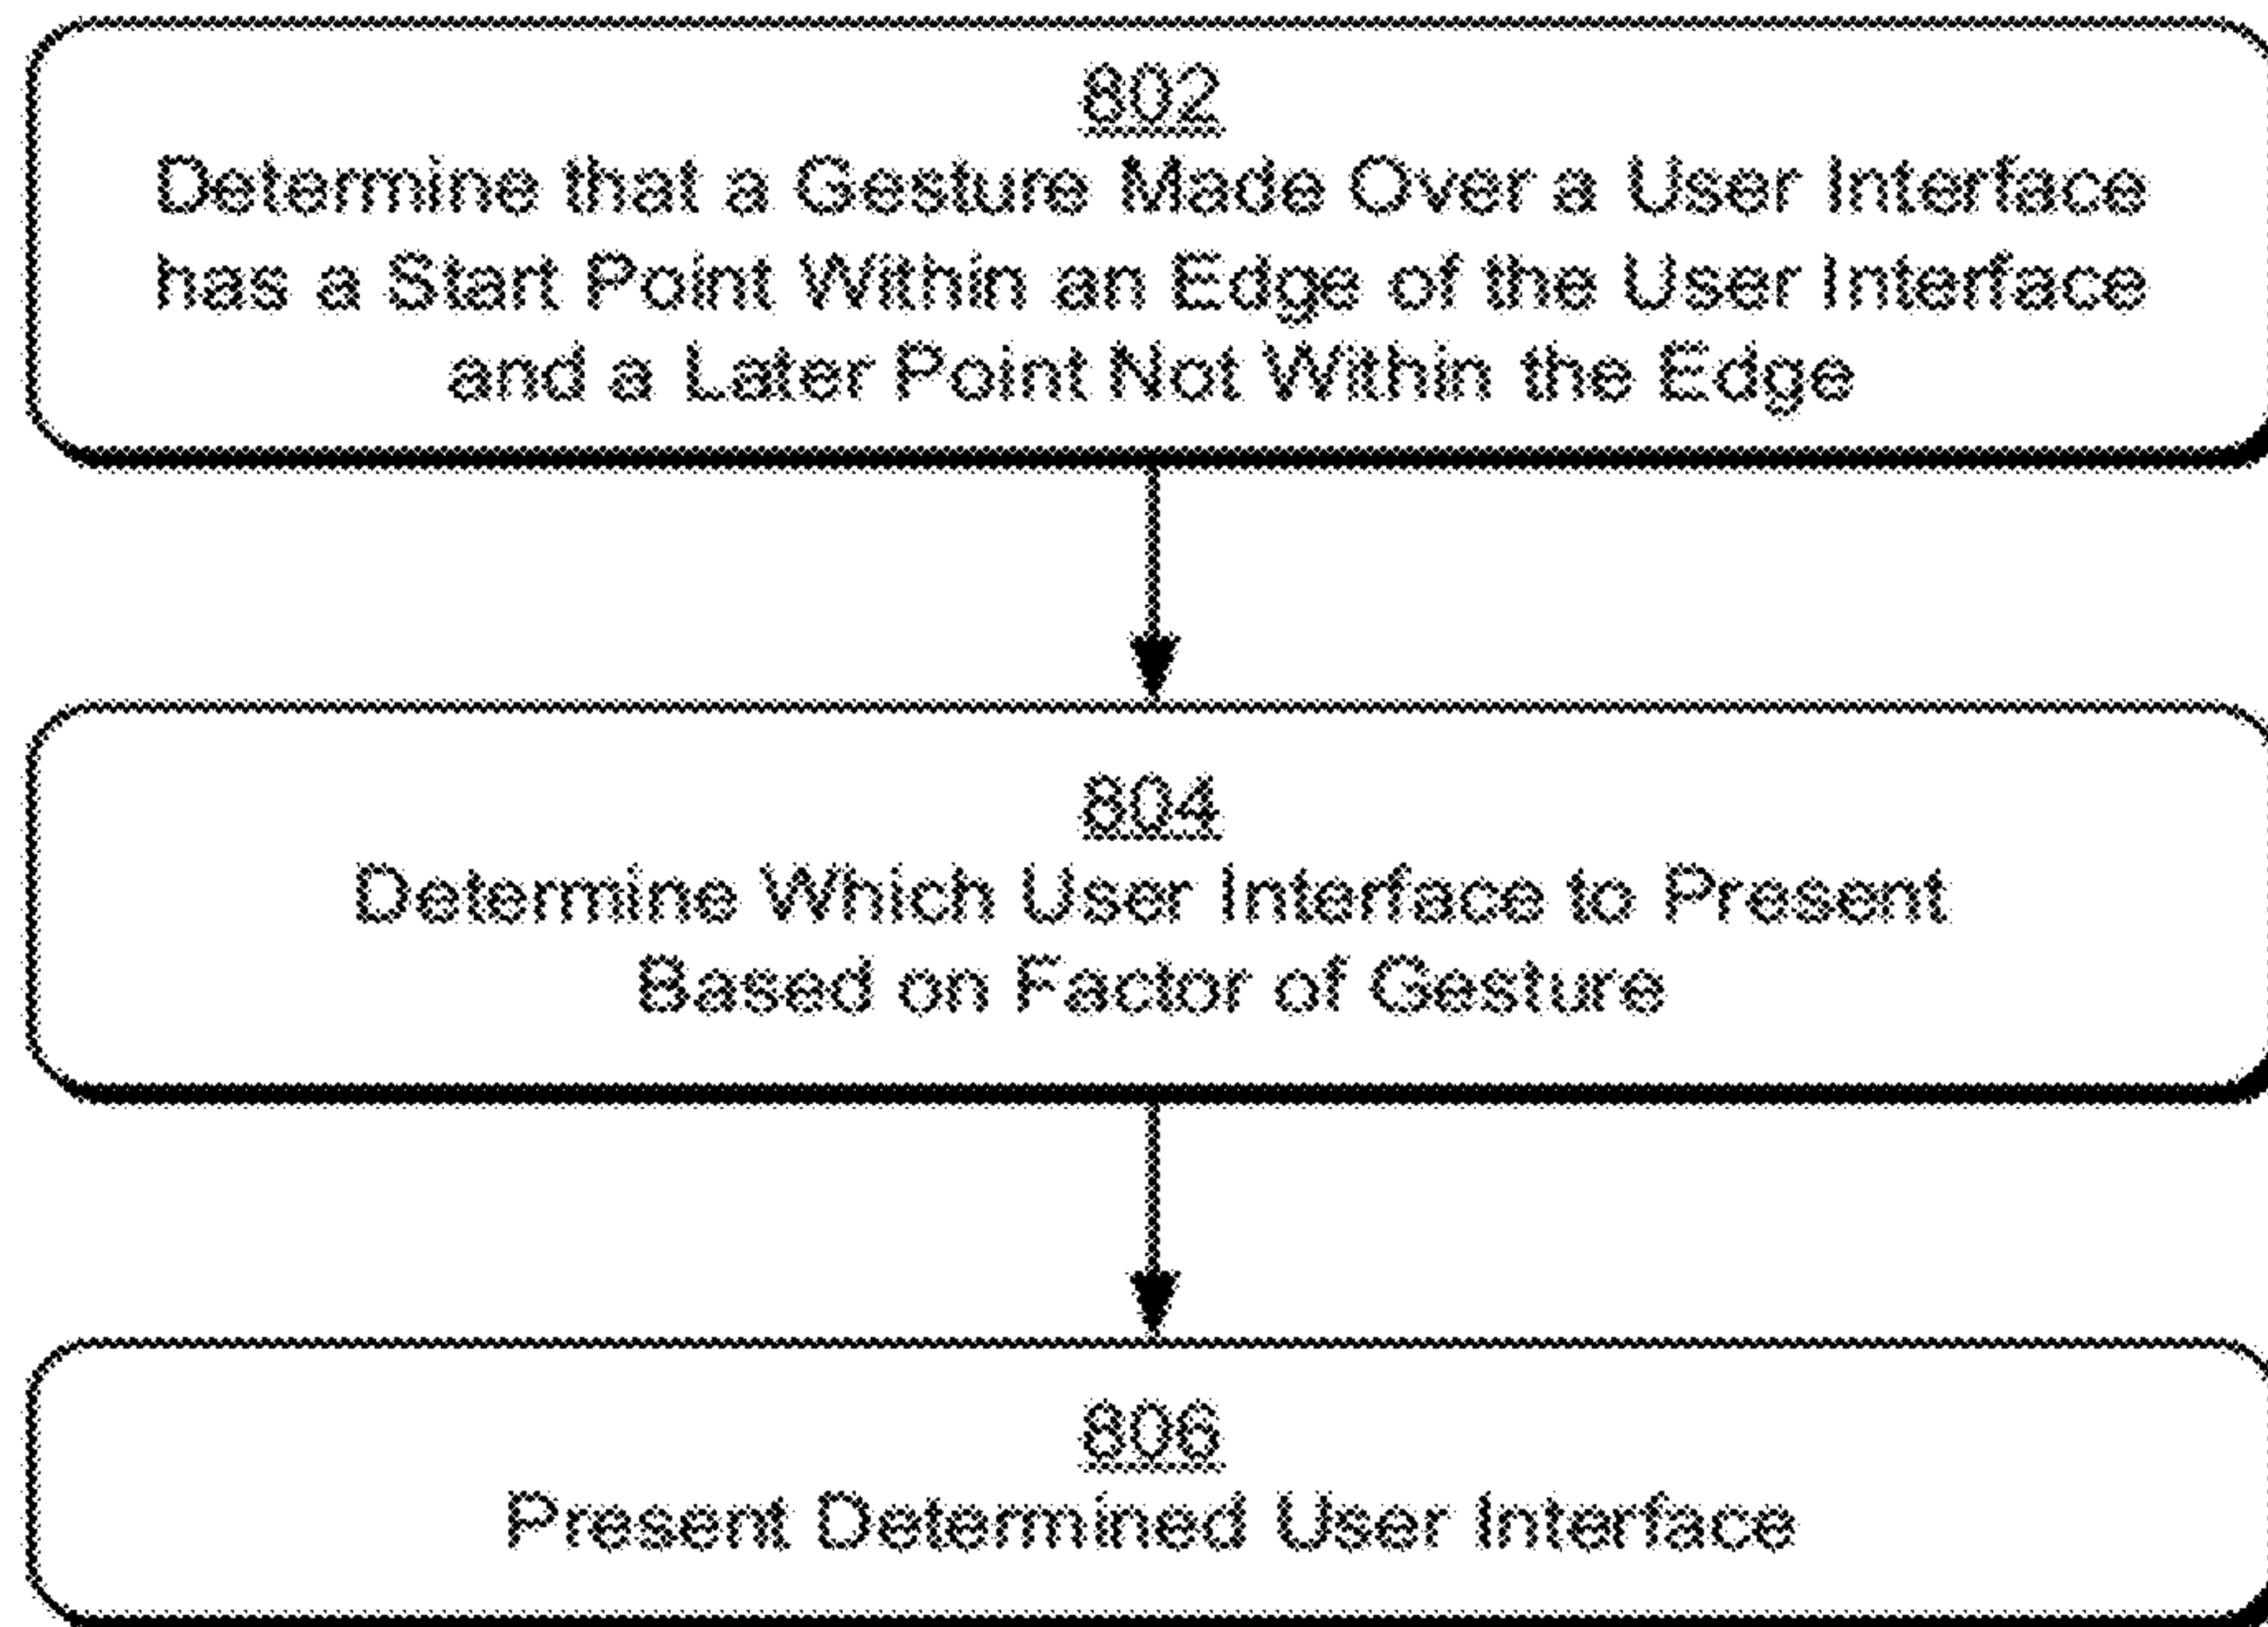 802
Determine that a Gesture Made Over a User Interface
has a Start Point Within an Edge of the User Interface
and a Later Point Not Within the Edge
804
Determine Which User Interface to Present
Based on Factor of Gesture
806
Present Determined User Interface